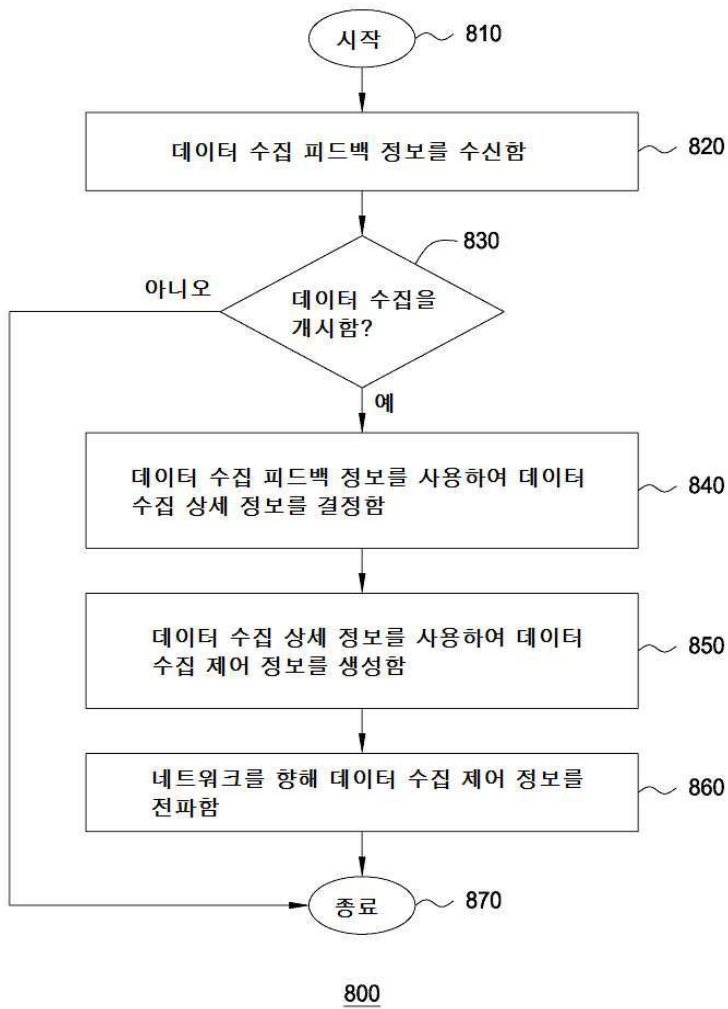 시작
810
데이터 수집 피드백 정보를 수신함
820
830
아니오
데이터 수집을
개시함?
예
데이터 수집 피드백 정보를 사용하여 데이터
수집 상세 정보를 결정함
840
데이터 수집 상세 정보를 사용하여 데이터
수집 제어 정보를 생성함
850
네트워크를 향해 데이터 수집 제어 정보를
전파함
860
종료
870
800